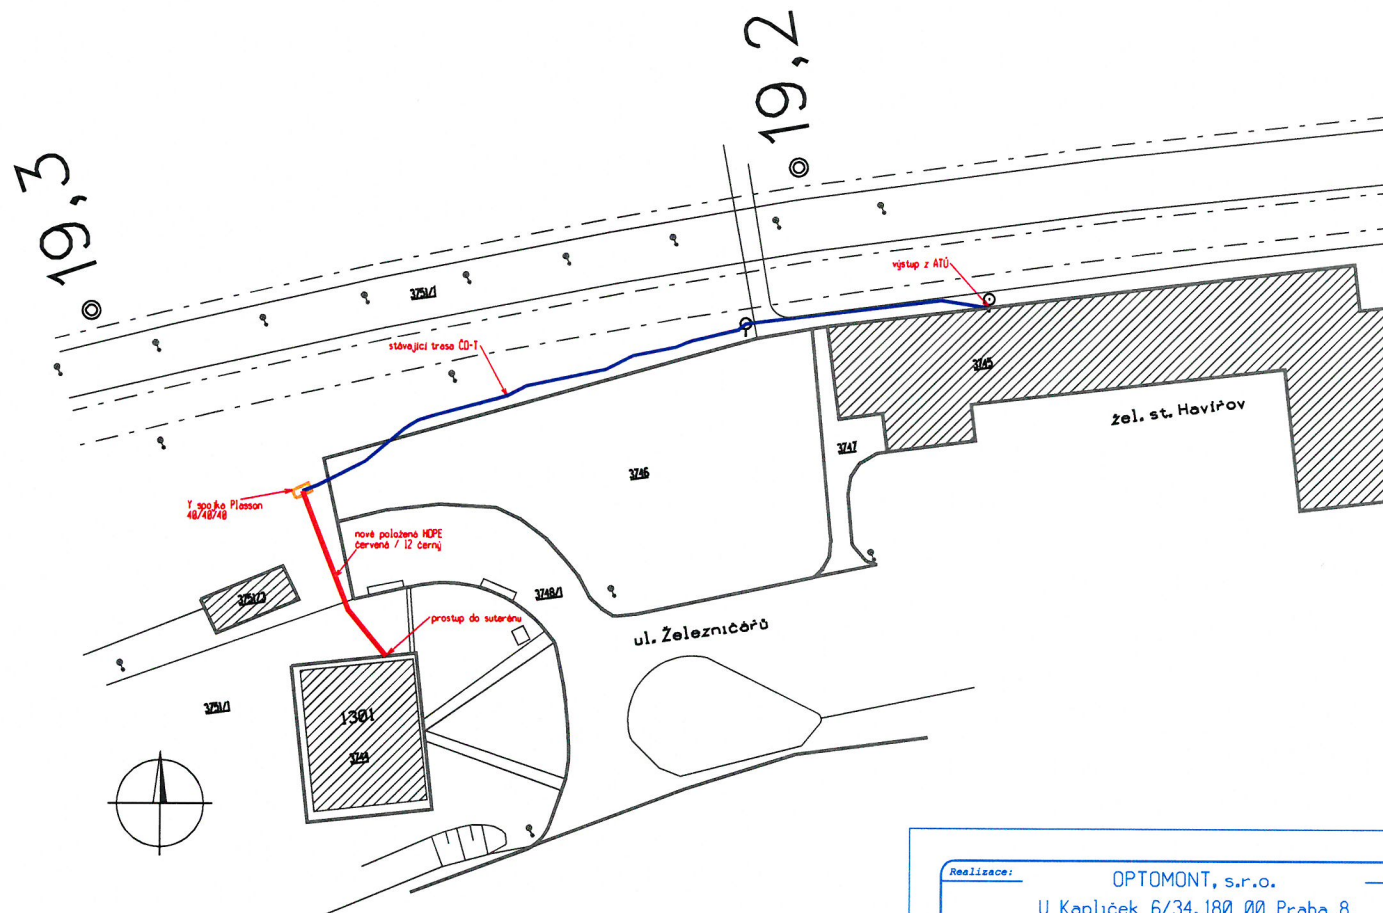 19,2
19,3
výstup z ATÚ
3751/1
stávající trasa ČD-T
3745
žel. st. Havířov
3747
3746
Y spojka Plasson
40/40/40
nově položená HDPE
červená / 12 černý
3751/3
3748/1
prostup do suterénu
ul. Železničářů
3751/1
1301
3744
Realizace:
OPTOMONT, s.r.o.
U Kapliček 6/34, 180 00 Praha 8